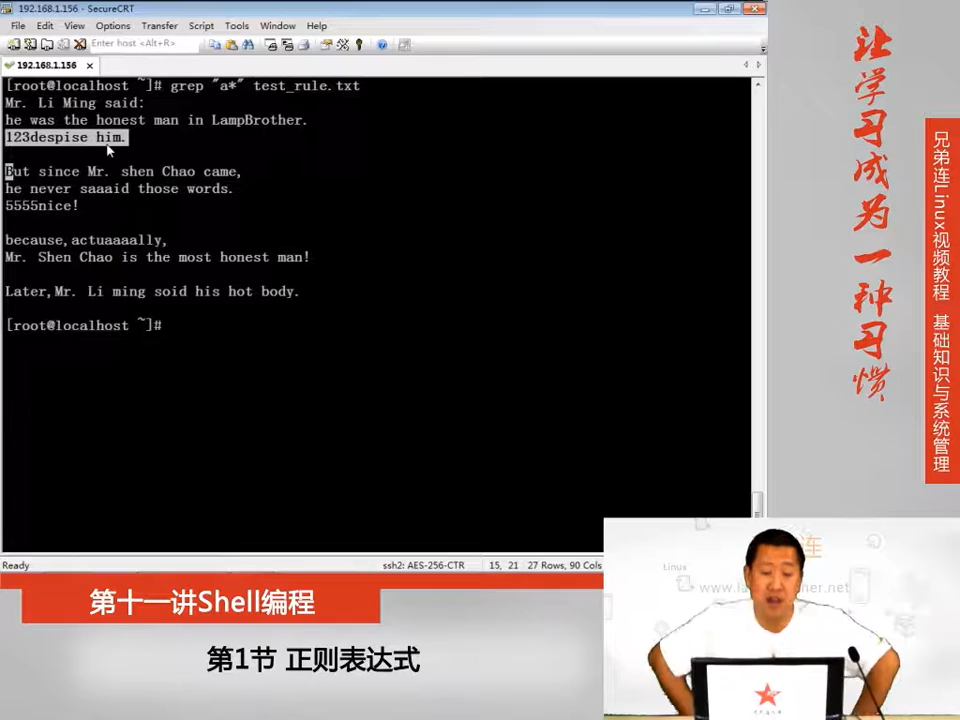 192.168.1.156 - SecureCRT
File Edit View Options Transfer Script Tools Window Help
Enter host <Alt+R>
192.168.1.156
[root@localhost ~]# grep "a*" test_rule.txt
Mr. Li Ming said:
he was the honest man in LampBrother.
123despise him.
But since Mr. shen Chao came,
he never saaaid those words.
5555nice!
because,actuaaaally,
Mr. Shen Chao is the most honest man!
Later,Mr. Li ming soid his hot body.
[root@localhost ~]#
Ready ssh2: AES-256-CTR 15, 21 27 Rows, 90 Cols
让学习成为一种习惯
兄弟连Linux视频教程 基础知识与系统管理
连
Linux
第十一讲Shell编程
第1节 正则表达式